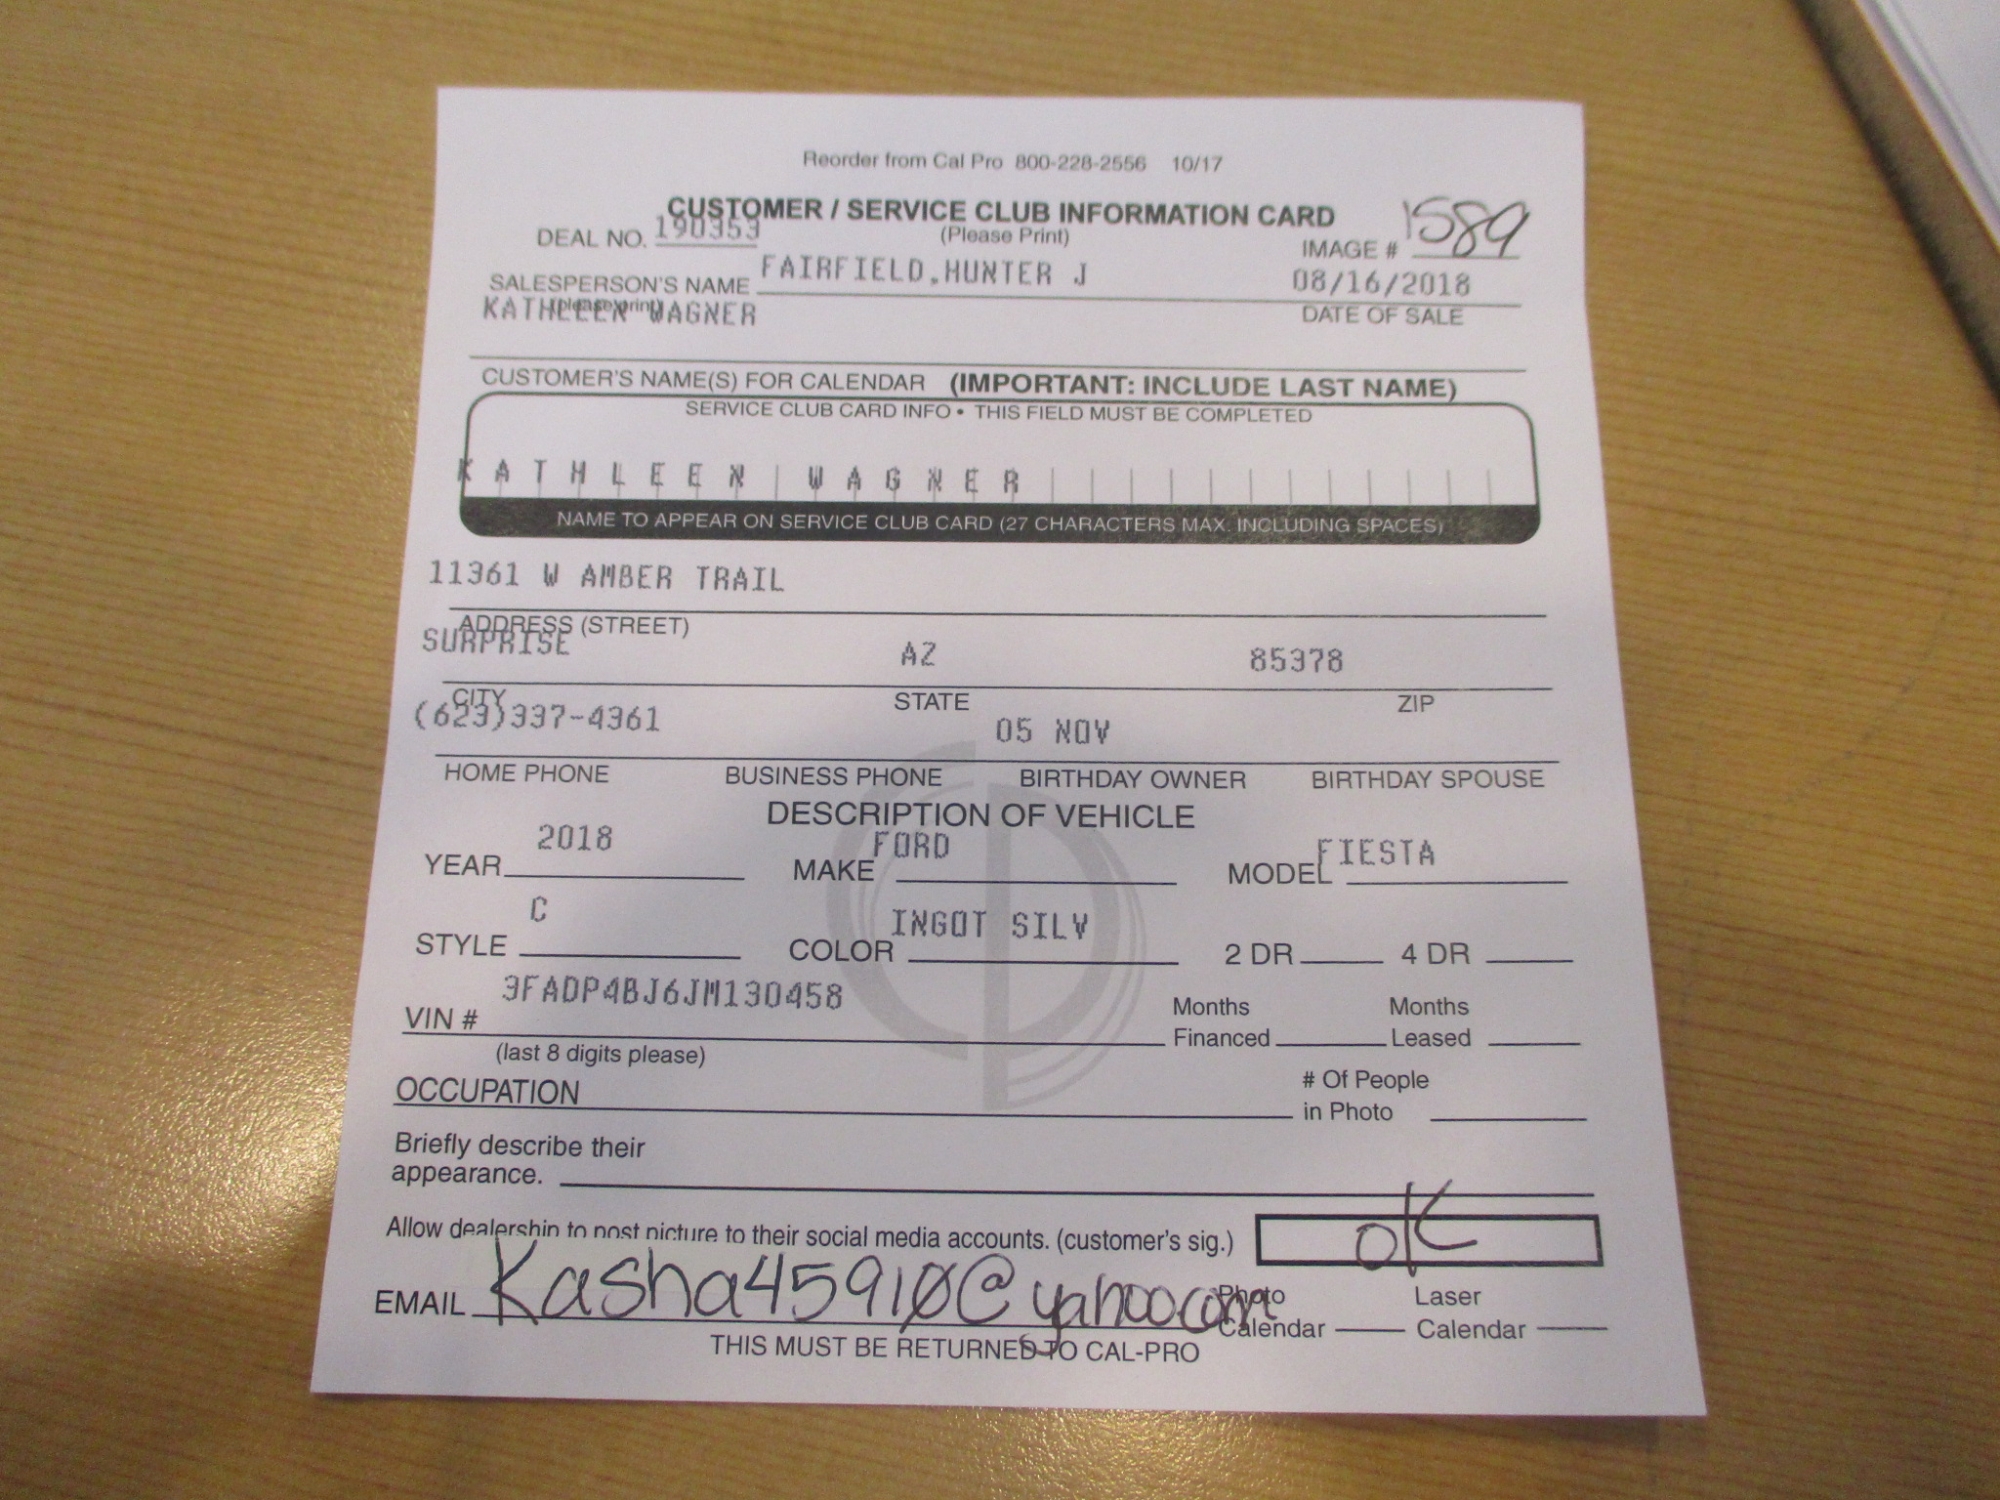 Reorder from Cal Pro 800-228-2556 10/17
CUSTOMER / SERVICE CLUB INFORMATION CARD
(Please Print)
DEAL NO. 190353
IMAGE # 1589
SALESPERSON'S NAME FAIRFIELD,HUNTER J
(please print)
08/16/2018
DATE OF SALE
KATHLEEN WAGNER
CUSTOMER'S NAME(S) FOR CALENDAR (IMPORTANT: INCLUDE LAST NAME)
SERVICE CLUB CARD INFO • THIS FIELD MUST BE COMPLETED
KATHLEEN WAGNER
NAME TO APPEAR ON SERVICE CLUB CARD (27 CHARACTERS MAX. INCLUDING SPACES)
11361 W AMBER TRAIL
ADDRESS (STREET)
SURPRISE AZ 85378
CITY STATE ZIP
(623)337-4361 05 NOV
HOME PHONE BUSINESS PHONE BIRTHDAY OWNER BIRTHDAY SPOUSE
DESCRIPTION OF VEHICLE
YEAR 2018 MAKE FORD MODEL FIESTA
STYLE C COLOR INGOT SILV 2 DR 4 DR
VIN # 3FADP4BJ6JM130458
(last 8 digits please)
Months Financed Months Leased
OCCUPATION
# Of People in Photo
Briefly describe their
appearance.
Allow dealership to post picture to their social media accounts. (customer's sig.) OK
EMAIL Kasha45910@yahoo.com
Photo Calendar Laser Calendar
THIS MUST BE RETURNED TO CAL-PRO